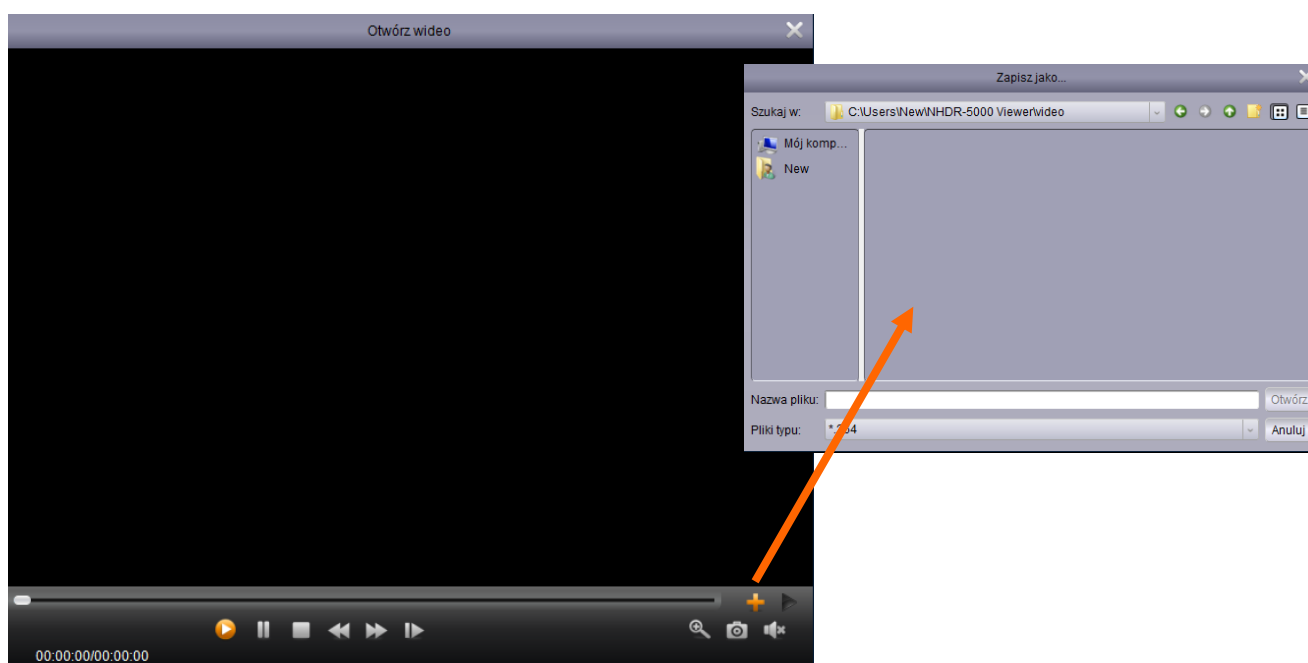 Otwórz wideo
Zapisz jako...
Szukaj w: C:\Users\New\NHDR-5000 Viewer\video
Mój komp...
New
Nazwa pliku: Otwórz
Pliki typu: Anuluj
00:00:00/00:00:00